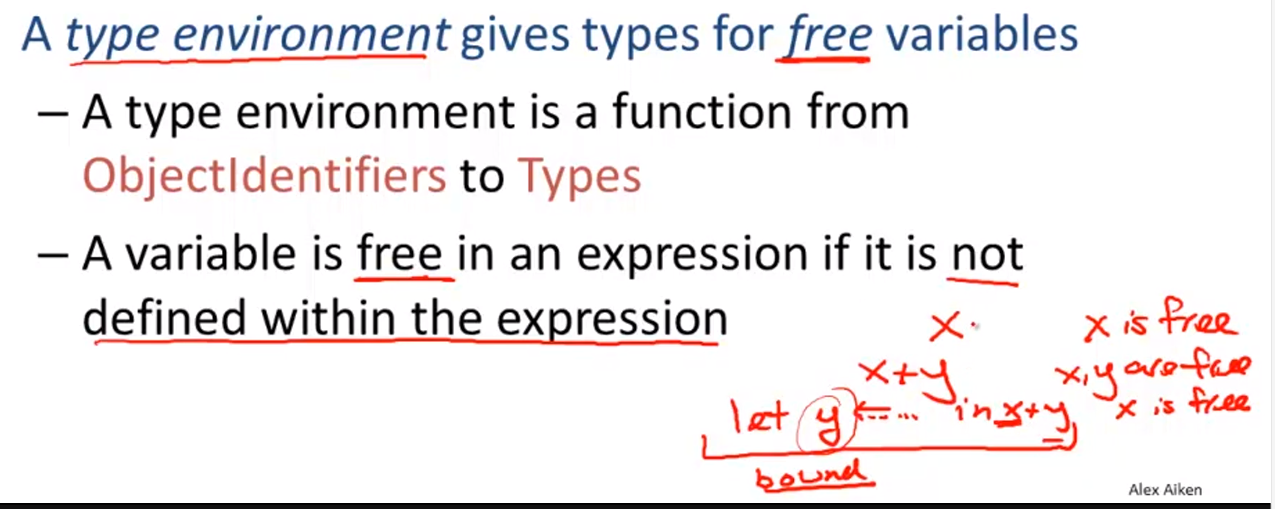 A type environment gives types for free variables
– A type environment is a function from
ObjectIdentifiers to Types
– A variable is free in an expression if it is not
defined within the expression
x x is free
x+y x,y are free
let y ← ... in x+y x is free
bound
Alex Aiken